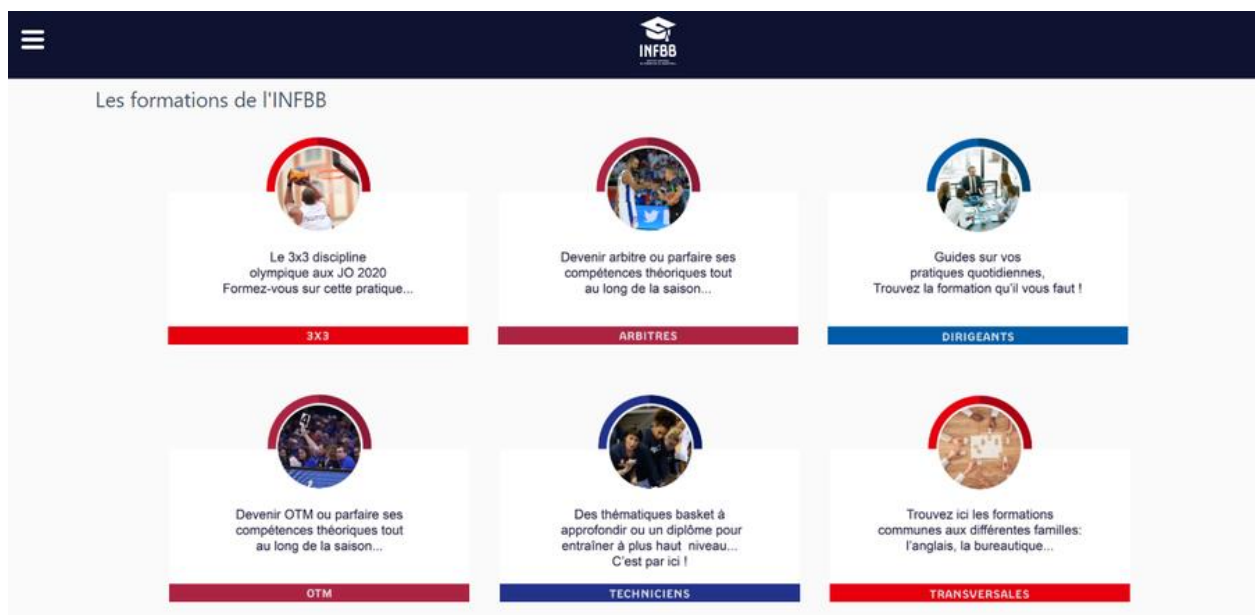 INFBB
Les formations de l'INFBB
Le 3x3 discipline
olympique aux JO 2020
Formez-vous sur cette pratique...
3X3
Devenir arbitre ou parfaire ses
compétences théoriques tout
au long de la saison...
ARBITRES
Guides sur vos
pratiques quotidiennes,
Trouvez la formation qu'il vous faut !
DIRIGEANTS
Devenir OTM ou parfaire ses
compétences théoriques tout
au long de la saison...
OTM
Des thématiques basket à
approfondir ou un diplôme pour
entraîner à plus haut niveau...
C'est par ici !
TECHNICIENS
Trouvez ici les formations
communes aux différentes familles:
l'anglais, la bureautique...
TRANSVERSALES